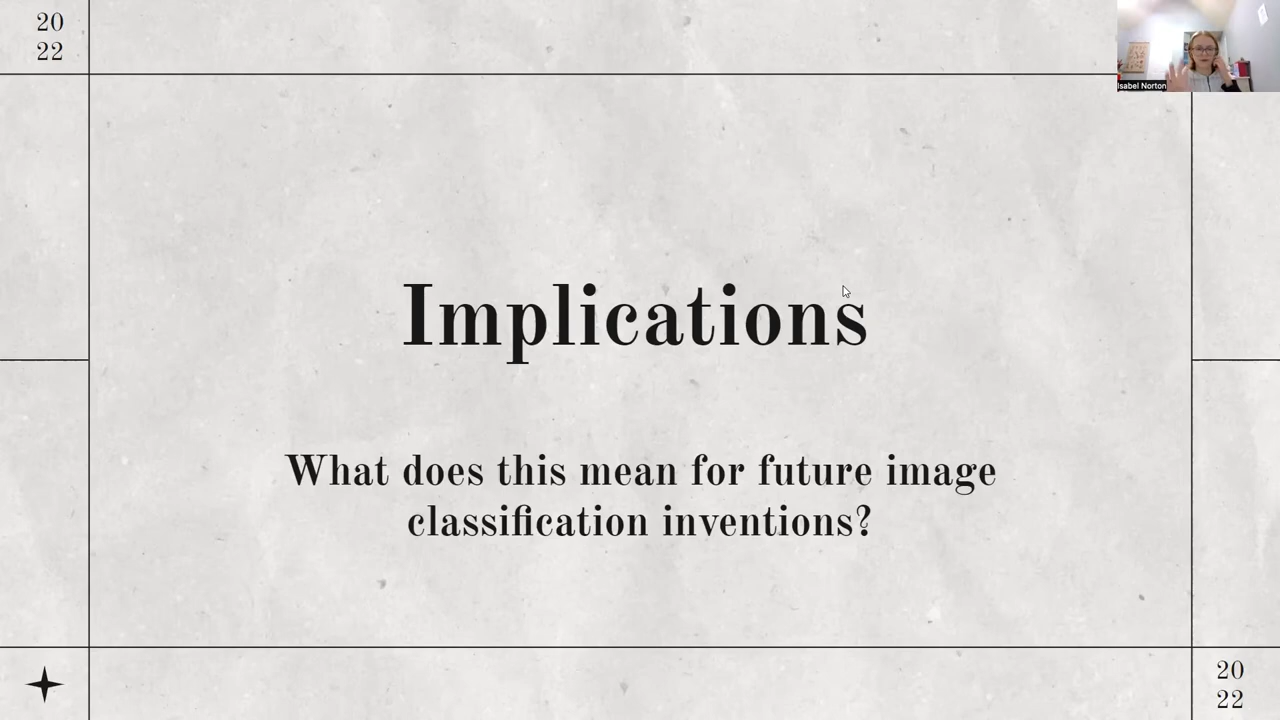 20
22
Isabel Norton
Implications
What does this mean for future image
classification inventions?
20
22